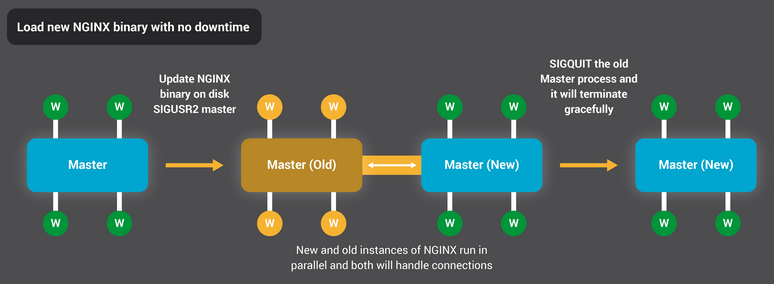 Load new NGINX binary with no downtime
Update NGINX
binary on disk
SIGUSR2 master
SIGQUIT the old
Master process and
it will terminate
gracefully
W W W W W W W W
Master Master (Old) Master (New) Master (New)
W W W W W W W W
New and old instances of NGINX run in
parallel and both will handle connections